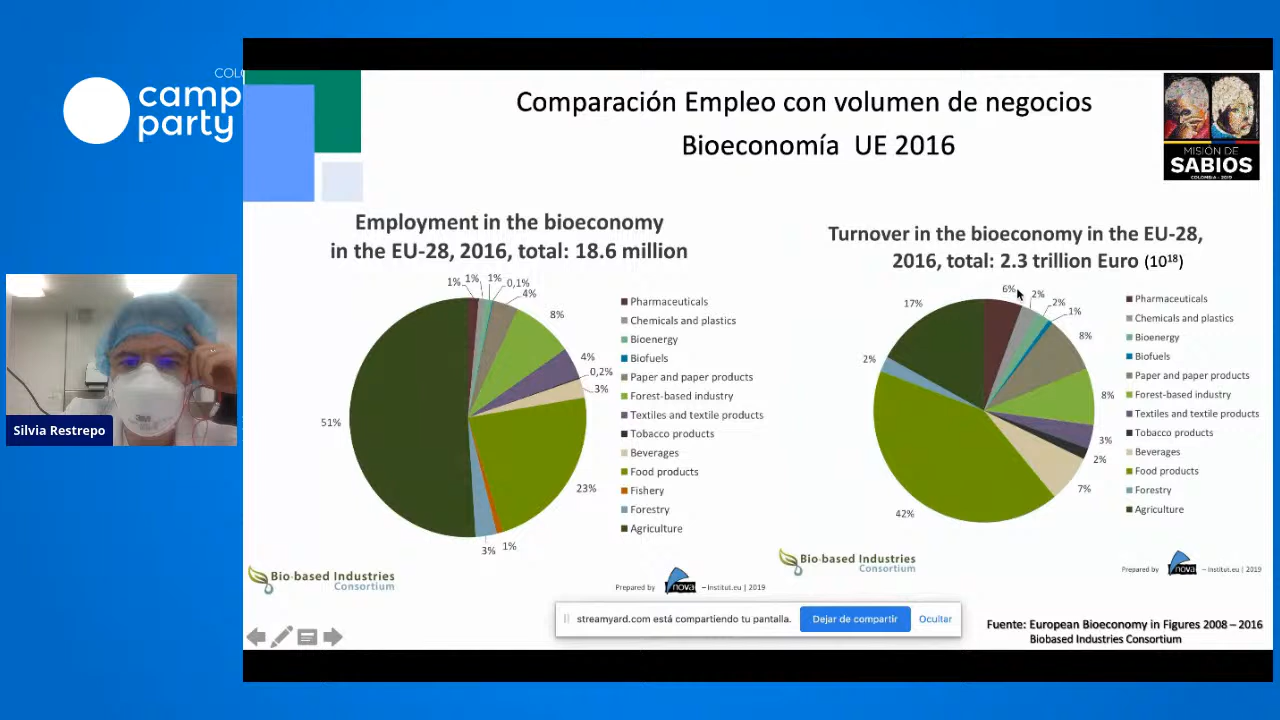 COLO
camp
party
Silvia Restrepo
Comparación Empleo con volumen de negocios
Bioeconomía UE 2016
MISIÓN DE
SABIOS
COLOMBIA - 2019
Employment in the bioeconomy
in the EU-28, 2016, total: 18.6 million
1%
1%
1%
0,1%
4%
8%
4%
0,2%
3%
23%
1%
3%
51%
Pharmaceuticals
Chemicals and plastics
Bioenergy
Biofuels
Paper and paper products
Forest-based industry
Textiles and textile products
Tobacco products
Beverages
Food products
Fishery
Forestry
Agriculture
Bio-based Industries
Consortium
Prepared by nova – Institut.eu | 2019
Turnover in the bioeconomy in the EU-28,
2016, total: 2.3 trillion Euro (10¹⁸)
6%
2%
2%
1%
8%
8%
3%
2%
7%
42%
2%
17%
Pharmaceuticals
Chemicals and plastics
Bioenergy
Biofuels
Paper and paper products
Forest-based industry
Textiles and textile products
Tobacco products
Beverages
Food products
Forestry
Agriculture
Bio-based Industries
Consortium
Prepared by nova – Institut.eu | 2019
streamyard.com está compartiendo tu pantalla. Dejar de compartir Ocultar
Fuente: European Bioeconomy in Figures 2008 – 2016
Biobased Industries Consortium